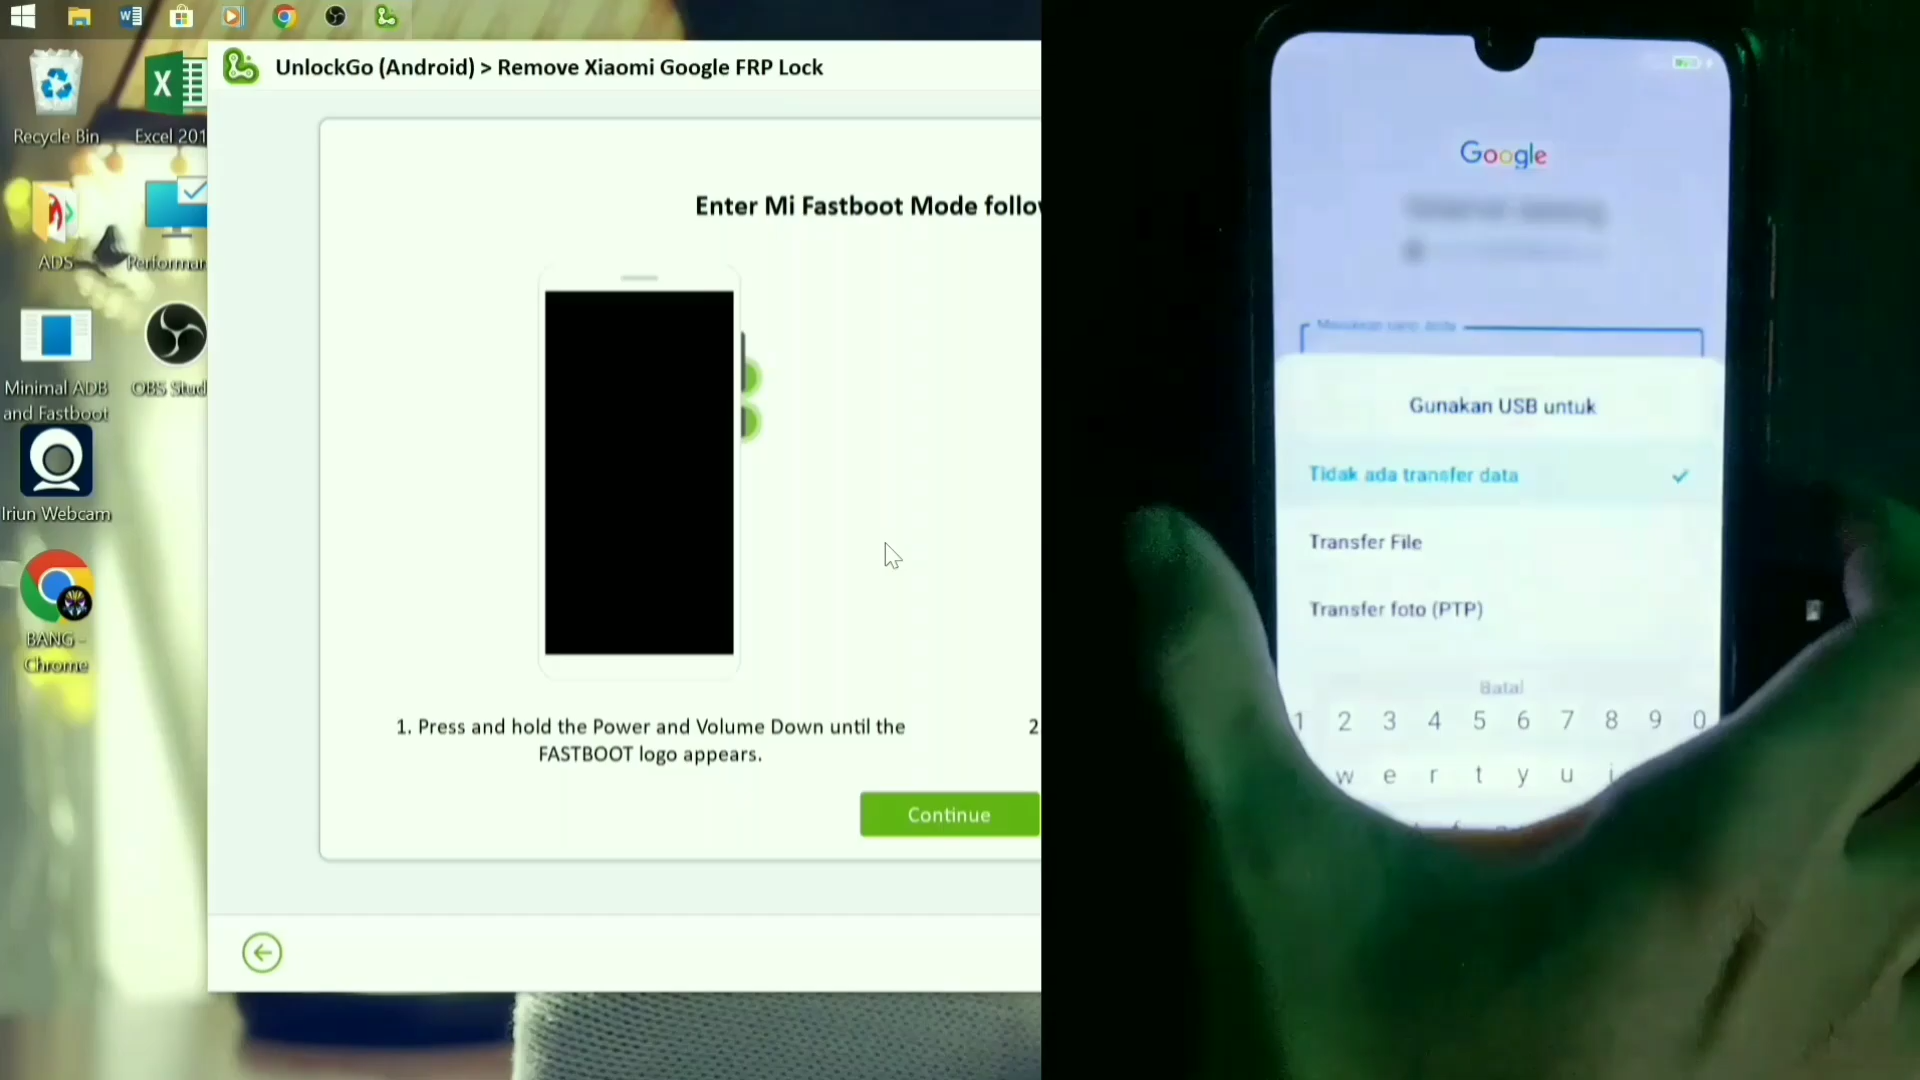 UnlockGo (Android) > Remove Xiaomi Google FRP Lock
Recycle Bin
Excel 201
ADS
Performan
Minimal ADB
and Fastboot
OBS Stud
Iriun Webcam
BANG -
Chrome
Enter Mi Fastboot Mode follo
1. Press and hold the Power and Volume Down until the
FASTBOOT logo appears.
2
Continue
Google
Gunakan USB untuk
Tidak ada transfer data
Transfer File
Transfer foto (PTP)
Batal
1 2 3 4 5 6 7 8 9 0
w e r t y u i